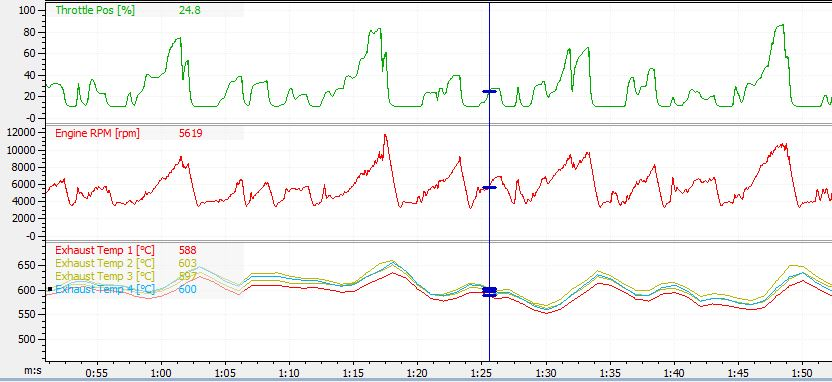 Throttle Pos [%] 24.8
100
80
60
40
20
-0
Engine RPM [rpm] 5619
12000
10000
8000
6000
4000
2000
-0
Exhaust Temp 1 [°C] 588
Exhaust Temp 2 [°C] 603
Exhaust Temp 3 [°C] 597
Exhaust Temp 4 [°C] 600
650
600
550
500
m:s 0:55 1:00 1:05 1:10 1:15 1:20 1:25 1:30 1:35 1:40 1:45 1:50